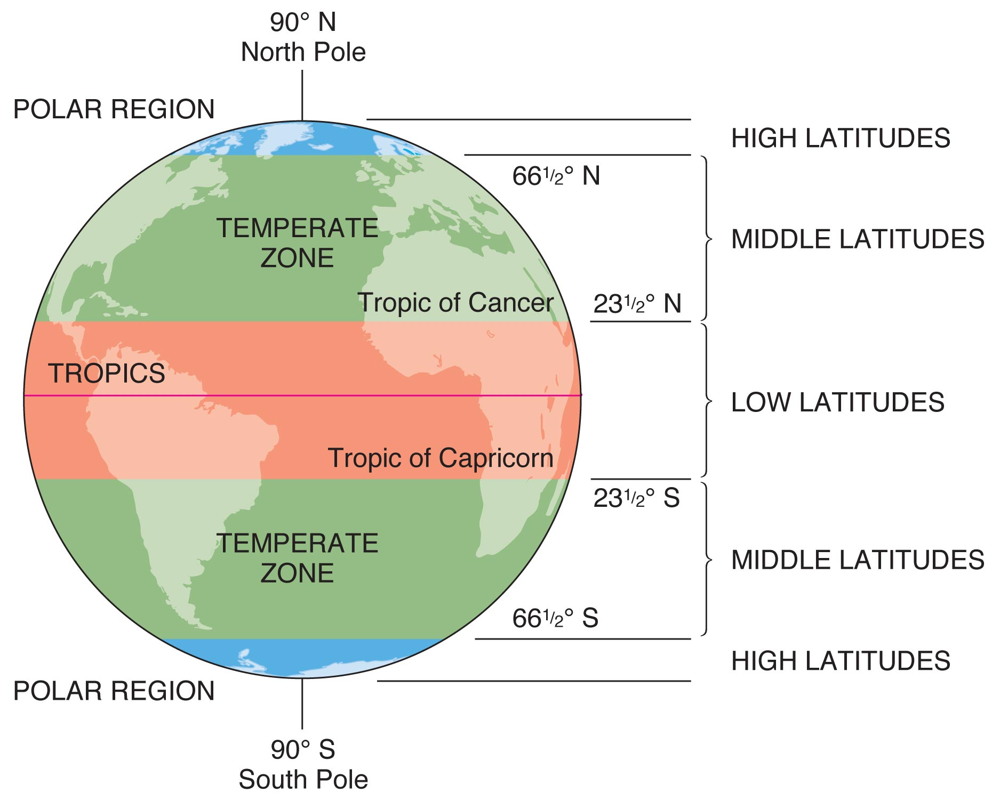 90° N
North Pole
POLAR REGION
HIGH LATITUDES
66½° N
TEMPERATE
ZONE
MIDDLE LATITUDES
Tropic of Cancer
23½° N
TROPICS
LOW LATITUDES
Tropic of Capricorn
23½° S
TEMPERATE
ZONE
MIDDLE LATITUDES
66½° S
HIGH LATITUDES
POLAR REGION
90° S
South Pole